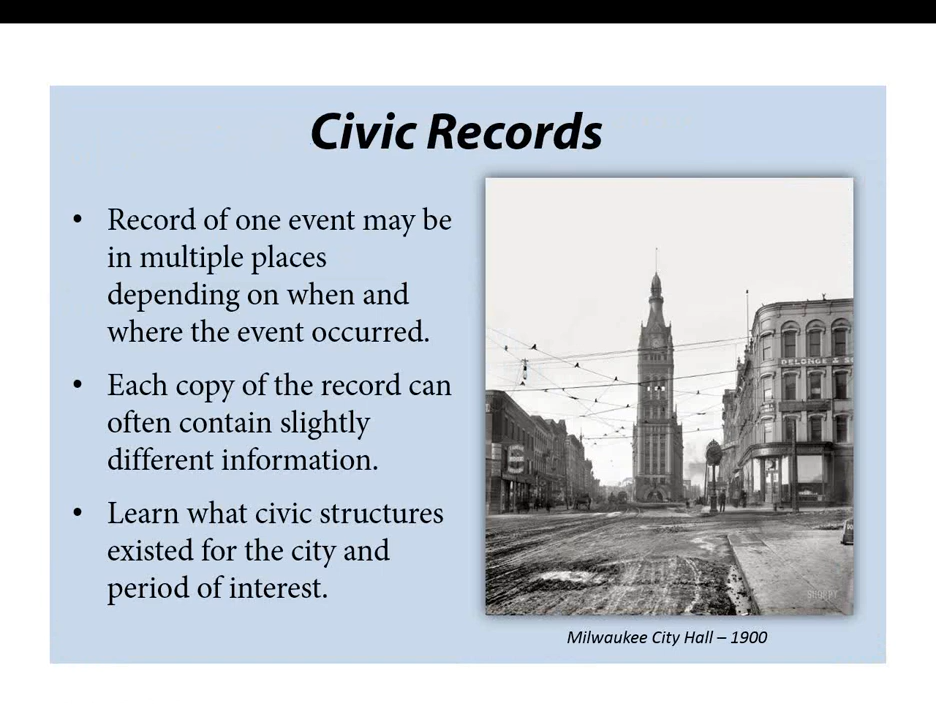 Civic Records
• Record of one event may be
in multiple places
depending on when and
where the event occurred.
• Each copy of the record can
often contain slightly
different information.
• Learn what civic structures
existed for the city and
period of interest.
DELONGE &
Milwaukee City Hall – 1900